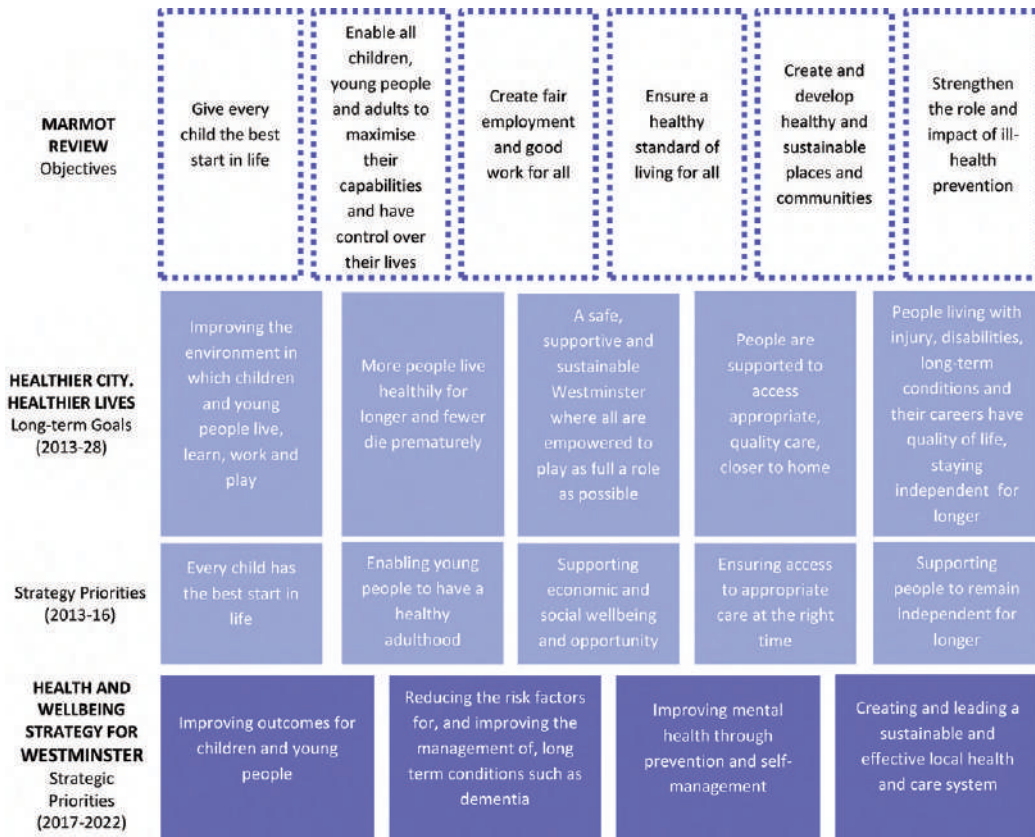 MARMOT
REVIEW
Objectives
Give every
child the best
start in life
Enable all
children,
young people
and adults to
maximise
their
capabilities
and have
control over
their lives
Create fair
employment
and good
work for all
Ensure a
healthy
standard of
living for all
Create and
develop
healthy and
sustainable
places and
communities
Strengthen
the role and
impact of ill-
health
prevention
HEALTHIER CITY.
HEALTHIER LIVES
Long-term Goals
(2013-28)
Improving the
environment in
which children
and young
people live,
learn, work and
play
More people live
healthily for
longer and fewer
die prematurely
A safe,
supportive and
sustainable
Westminster
where all are
empowered to
play as full a role
as possible
People are
supported to
access
appropriate,
quality care,
closer to home
People living with
injury, disabilities,
long-term
conditions and
their careers have
quality of life,
staying
independent for
longer
Strategy Priorities
(2013-16)
Every child has
the best start in
life
Enabling young
people to have a
healthy
adulthood
Supporting
economic and
social wellbeing
and opportunity
Ensuring access
to appropriate
care at the right
time
Supporting
people to remain
independent for
longer
HEALTH AND
WELLBEING
STRATEGY FOR
WESTMINSTER
Strategic
Priorities
(2017-2022)
Improving outcomes for
children and young
people
Reducing the risk factors
for, and improving the
management of, long
term conditions such as
dementia
Improving mental
health through
prevention and self-
management
Creating and leading a
sustainable and
effective local health
and care system